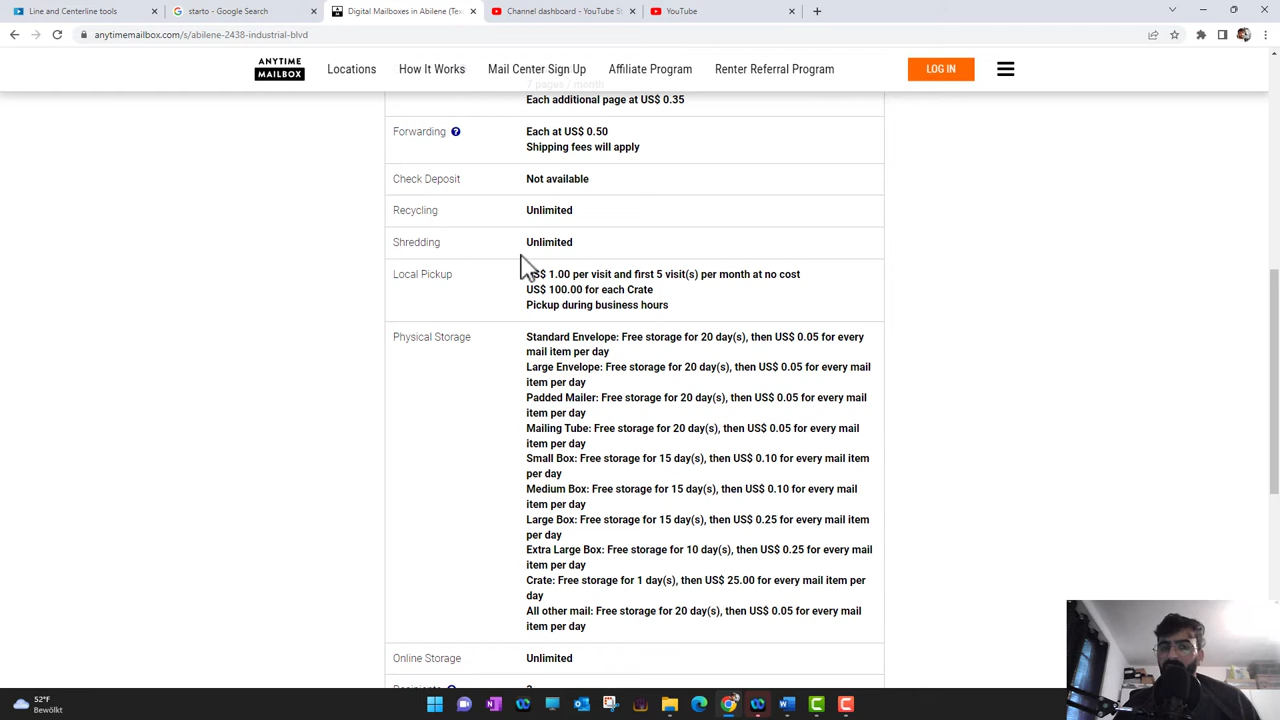 Line and Centerline tools
starto - Google Search
Digital Mailboxes in Abilene (Tex
Channel dashboard - YouTube St
YouTube
anytimemailbox.com/s/abilene-2438-industrial-blvd
ANYTIME
MAILBOX
Locations
How It Works
Mail Center Sign Up
Affiliate Program
Renter Referral Program
LOG IN
7 pages / month
Each additional page at US$ 0.35
Forwarding
Each at US$ 0.50
Shipping fees will apply
Check Deposit
Not available
Recycling
Unlimited
Shredding
Unlimited
Local Pickup
US$ 1.00 per visit and first 5 visit(s) per month at no cost
US$ 100.00 for each Crate
Pickup during business hours
Physical Storage
Standard Envelope: Free storage for 20 day(s), then US$ 0.05 for every
mail item per day
Large Envelope: Free storage for 20 day(s), then US$ 0.05 for every mail
item per day
Padded Mailer: Free storage for 20 day(s), then US$ 0.05 for every mail
item per day
Mailing Tube: Free storage for 20 day(s), then US$ 0.05 for every mail
item per day
Small Box: Free storage for 15 day(s), then US$ 0.10 for every mail item
per day
Medium Box: Free storage for 15 day(s), then US$ 0.10 for every mail
item per day
Large Box: Free storage for 15 day(s), then US$ 0.25 for every mail item
per day
Extra Large Box: Free storage for 10 day(s), then US$ 0.25 for every mail
item per day
Crate: Free storage for 1 day(s), then US$ 25.00 for every mail item per
day
All other mail: Free storage for 20 day(s), then US$ 0.05 for every mail
item per day
Online Storage
Unlimited
52°F
Bewölkt